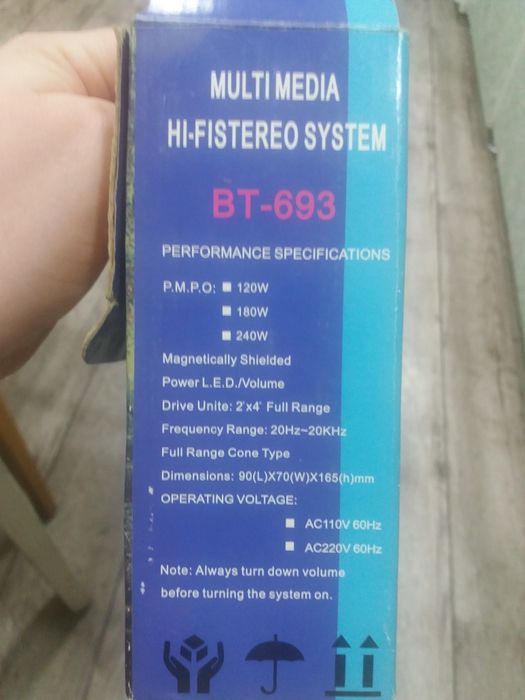 MULTI MEDIA
HI-FISTEREO SYSTEM
BT-693
PERFORMANCE SPECIFICATIONS
P.M.P.O: ■ 120W
■ 180W
■ 240W
Magnetically Shielded
Power L.E.D./Volume
Drive Unite: 2"x4" Full Range
Frequency Range: 20Hz~20KHz
Full Range Cone Type
Dimensions: 90(L)X70(W)X165(h)mm
OPERATING VOLTAGE:
■ AC110V 60Hz
■ AC220V 60Hz
Note: Always turn down volume
before turning the system on.